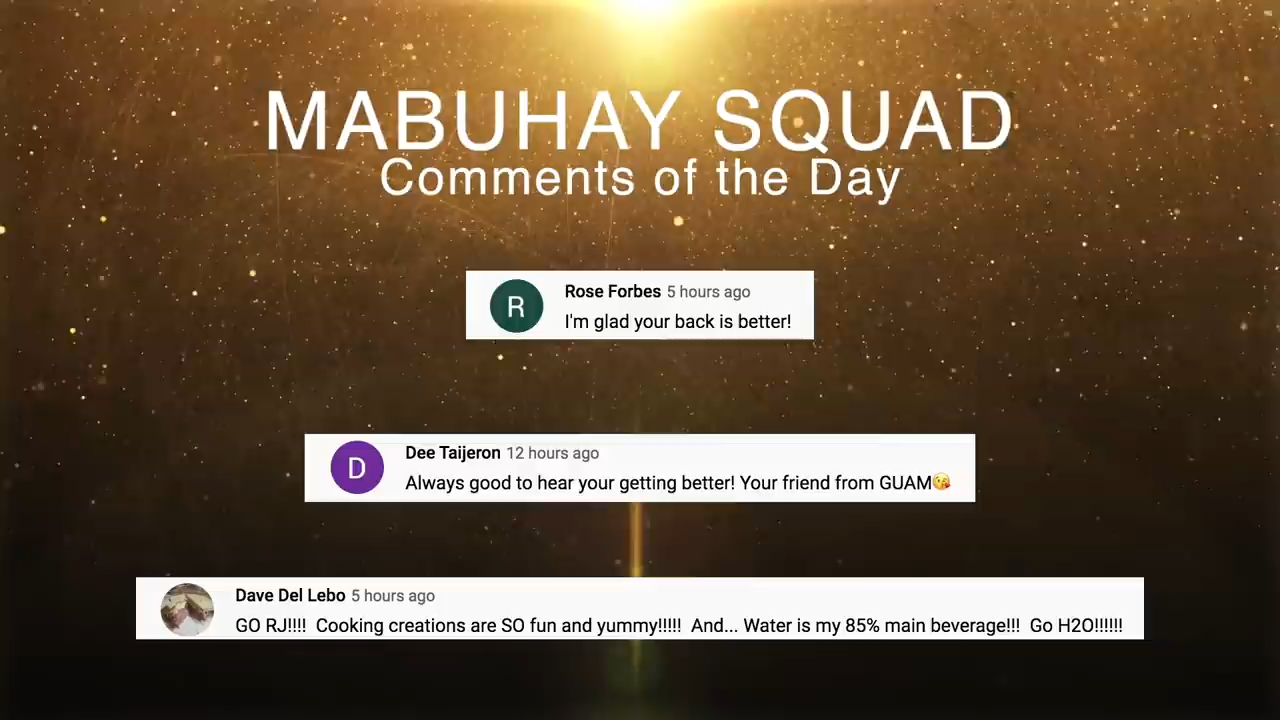 MABUHAY SQUAD
Comments of the Day
R
Rose Forbes 5 hours ago
I'm glad your back is better!
D
Dee Taijeron 12 hours ago
Always good to hear your getting better! Your friend from GUAM😘
Dave Del Lebo 5 hours ago
GO RJ!!!! Cooking creations are SO fun and yummy!!!!! And... Water is my 85% main beverage!!! Go H2O!!!!!!